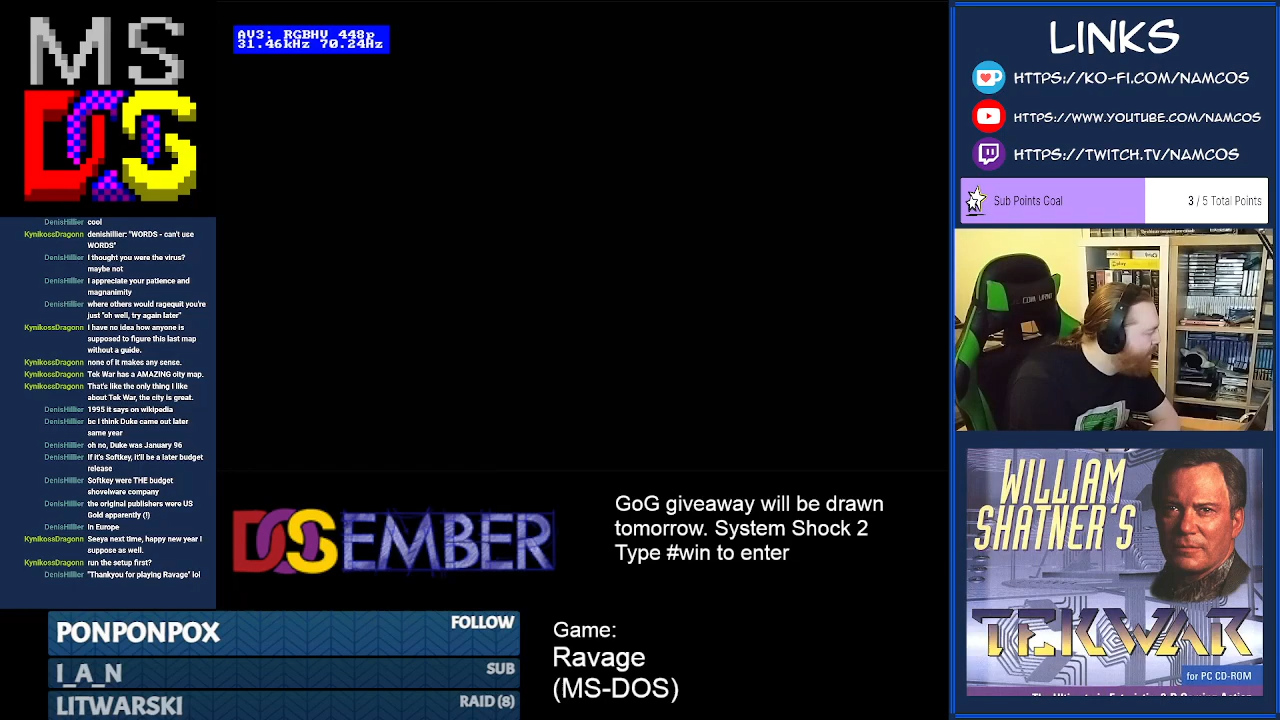 MS
DOS
AV3: RGBHV 448p
31.46kHz 70.24Hz
DenisHillier cool
KynikossDragonn denishillier: "WORDS - can't use
WORDS"
DenisHillier I thought you were the virus?
maybe not
DenisHillier I appreciate your patience and
magnanimity
DenisHillier where others would ragequit you're
just "oh well, try again later"
KynikossDragonn I have no idea how anyone is
supposed to figure this last map
without a guide.
KynikossDragonn none of it makes any sense.
KynikossDragonn Tek War has a AMAZING city map.
KynikossDragonn That's like the only thing I like
about Tek War, the city is great.
DenisHillier 1995 it says on wikipedia
DenisHillier bc I think Duke came out later
same year
DenisHillier oh no, Duke was January 96
DenisHillier If it's Softkey, it'll be a later budget
release
DenisHillier Softkey were THE budget
shovelware company
DenisHillier the original publishers were US
Gold apparently (!)
DenisHillier in Europe
KynikossDragonn Seeya next time, happy new year I
suppose as well.
KynikossDragonn run the setup first?
DenisHillier "Thankyou for playing Ravage" lol
DOSEMBER
GoG giveaway will be drawn
tomorrow. System Shock 2
Type #win to enter
PONPONPOX FOLLOW
I_A_N SUB
LITWARSKI RAID (8)
Game:
Ravage
(MS-DOS)
LINKS
HTTPS://KO-FI.COM/NAMCOS
HTTPS://WWW.YOUTUBE.COM/NAMCOS
HTTPS://TWITCH.TV/NAMCOS
Sub Points Goal 3 / 5 Total Points
WILLIAM
SHATNER'S
TEKWAR
for PC CD-ROM